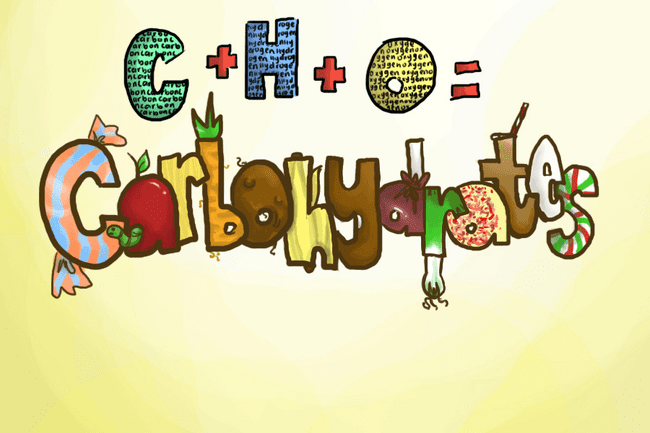 C + H + O =
Carbohydrates